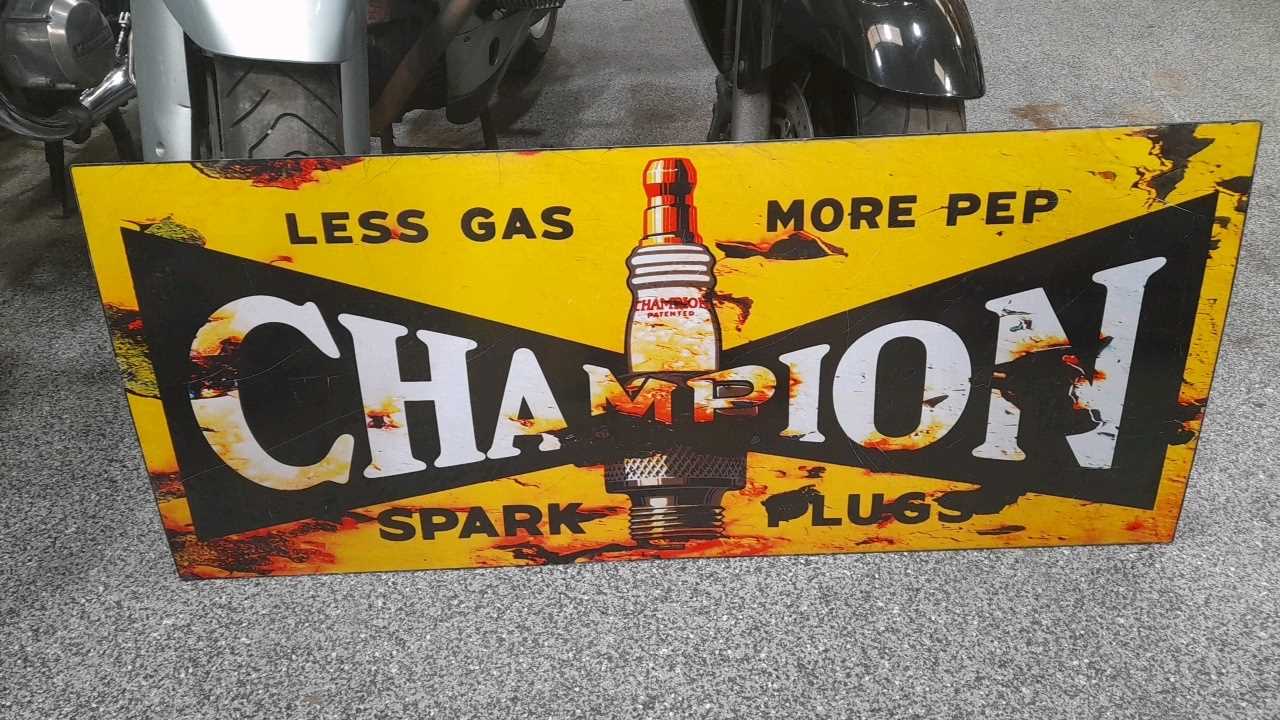 LESS GAS MORE PEP
CHAMPION
PATENTED
CHAMPION
SPARK PLUGS